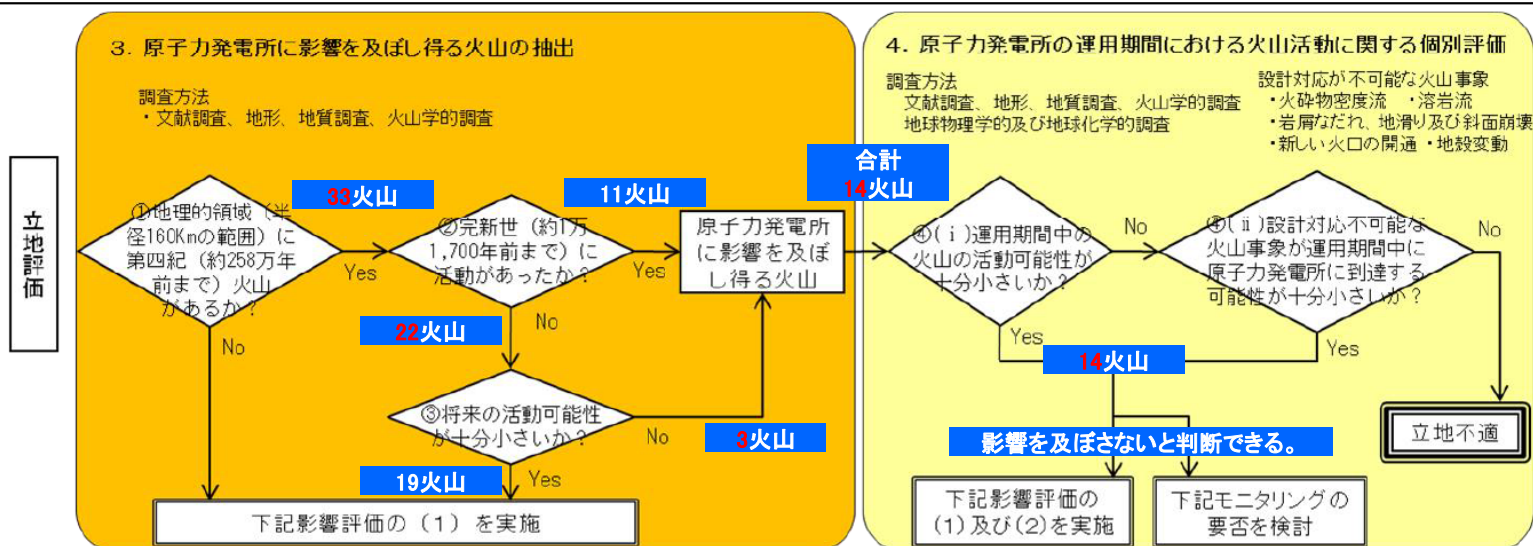 立地評価
3．原子力発電所に影響を及ぼし得る火山の抽出
調査方法
・文献調査、地形、地質調査、火山学的調査
33火山
①地理的領域（半
径160Kmの範囲）に
第四紀（約258万年
前まで）火山
があるか？
Yes
No
11火山
②完新世（約1万
1,700年前まで）に
活動があったか？
Yes
No
22火山
③将来の活動可能性
が十分小さいか？
No
3火山
19火山
Yes
原子力発電所
に影響を及ぼ
し得る火山
下記影響評価の（1）を実施
4．原子力発電所の運用期間における火山活動に関する個別評価
調査方法
文献調査、地形、地質調査、火山学的調査
地球物理学的及び地球化学的調査
設計対応が不可能な火山事象
・火砕物密度流　・溶岩流
・岩屑なだれ、地滑り及び斜面崩壊
・新しい火口の開通 ・地殻変動
合計
14火山
④(ⅰ)運用期間中の
火山の活動可能性が
十分小さいか？
No
Yes
④(ⅱ)設計対応不可能な
火山事象が運用期間中に
原子力発電所に到達する
可能性が十分小さいか？
No
Yes
14火山
影響を及ぼさないと判断できる。
立地不適
下記影響評価の
(1)及び(2)を実施
下記モニタリングの
要否を検討